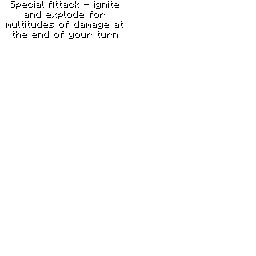 Special Attack - ignite
and explode for
multitudes of damage at
the end of your turn